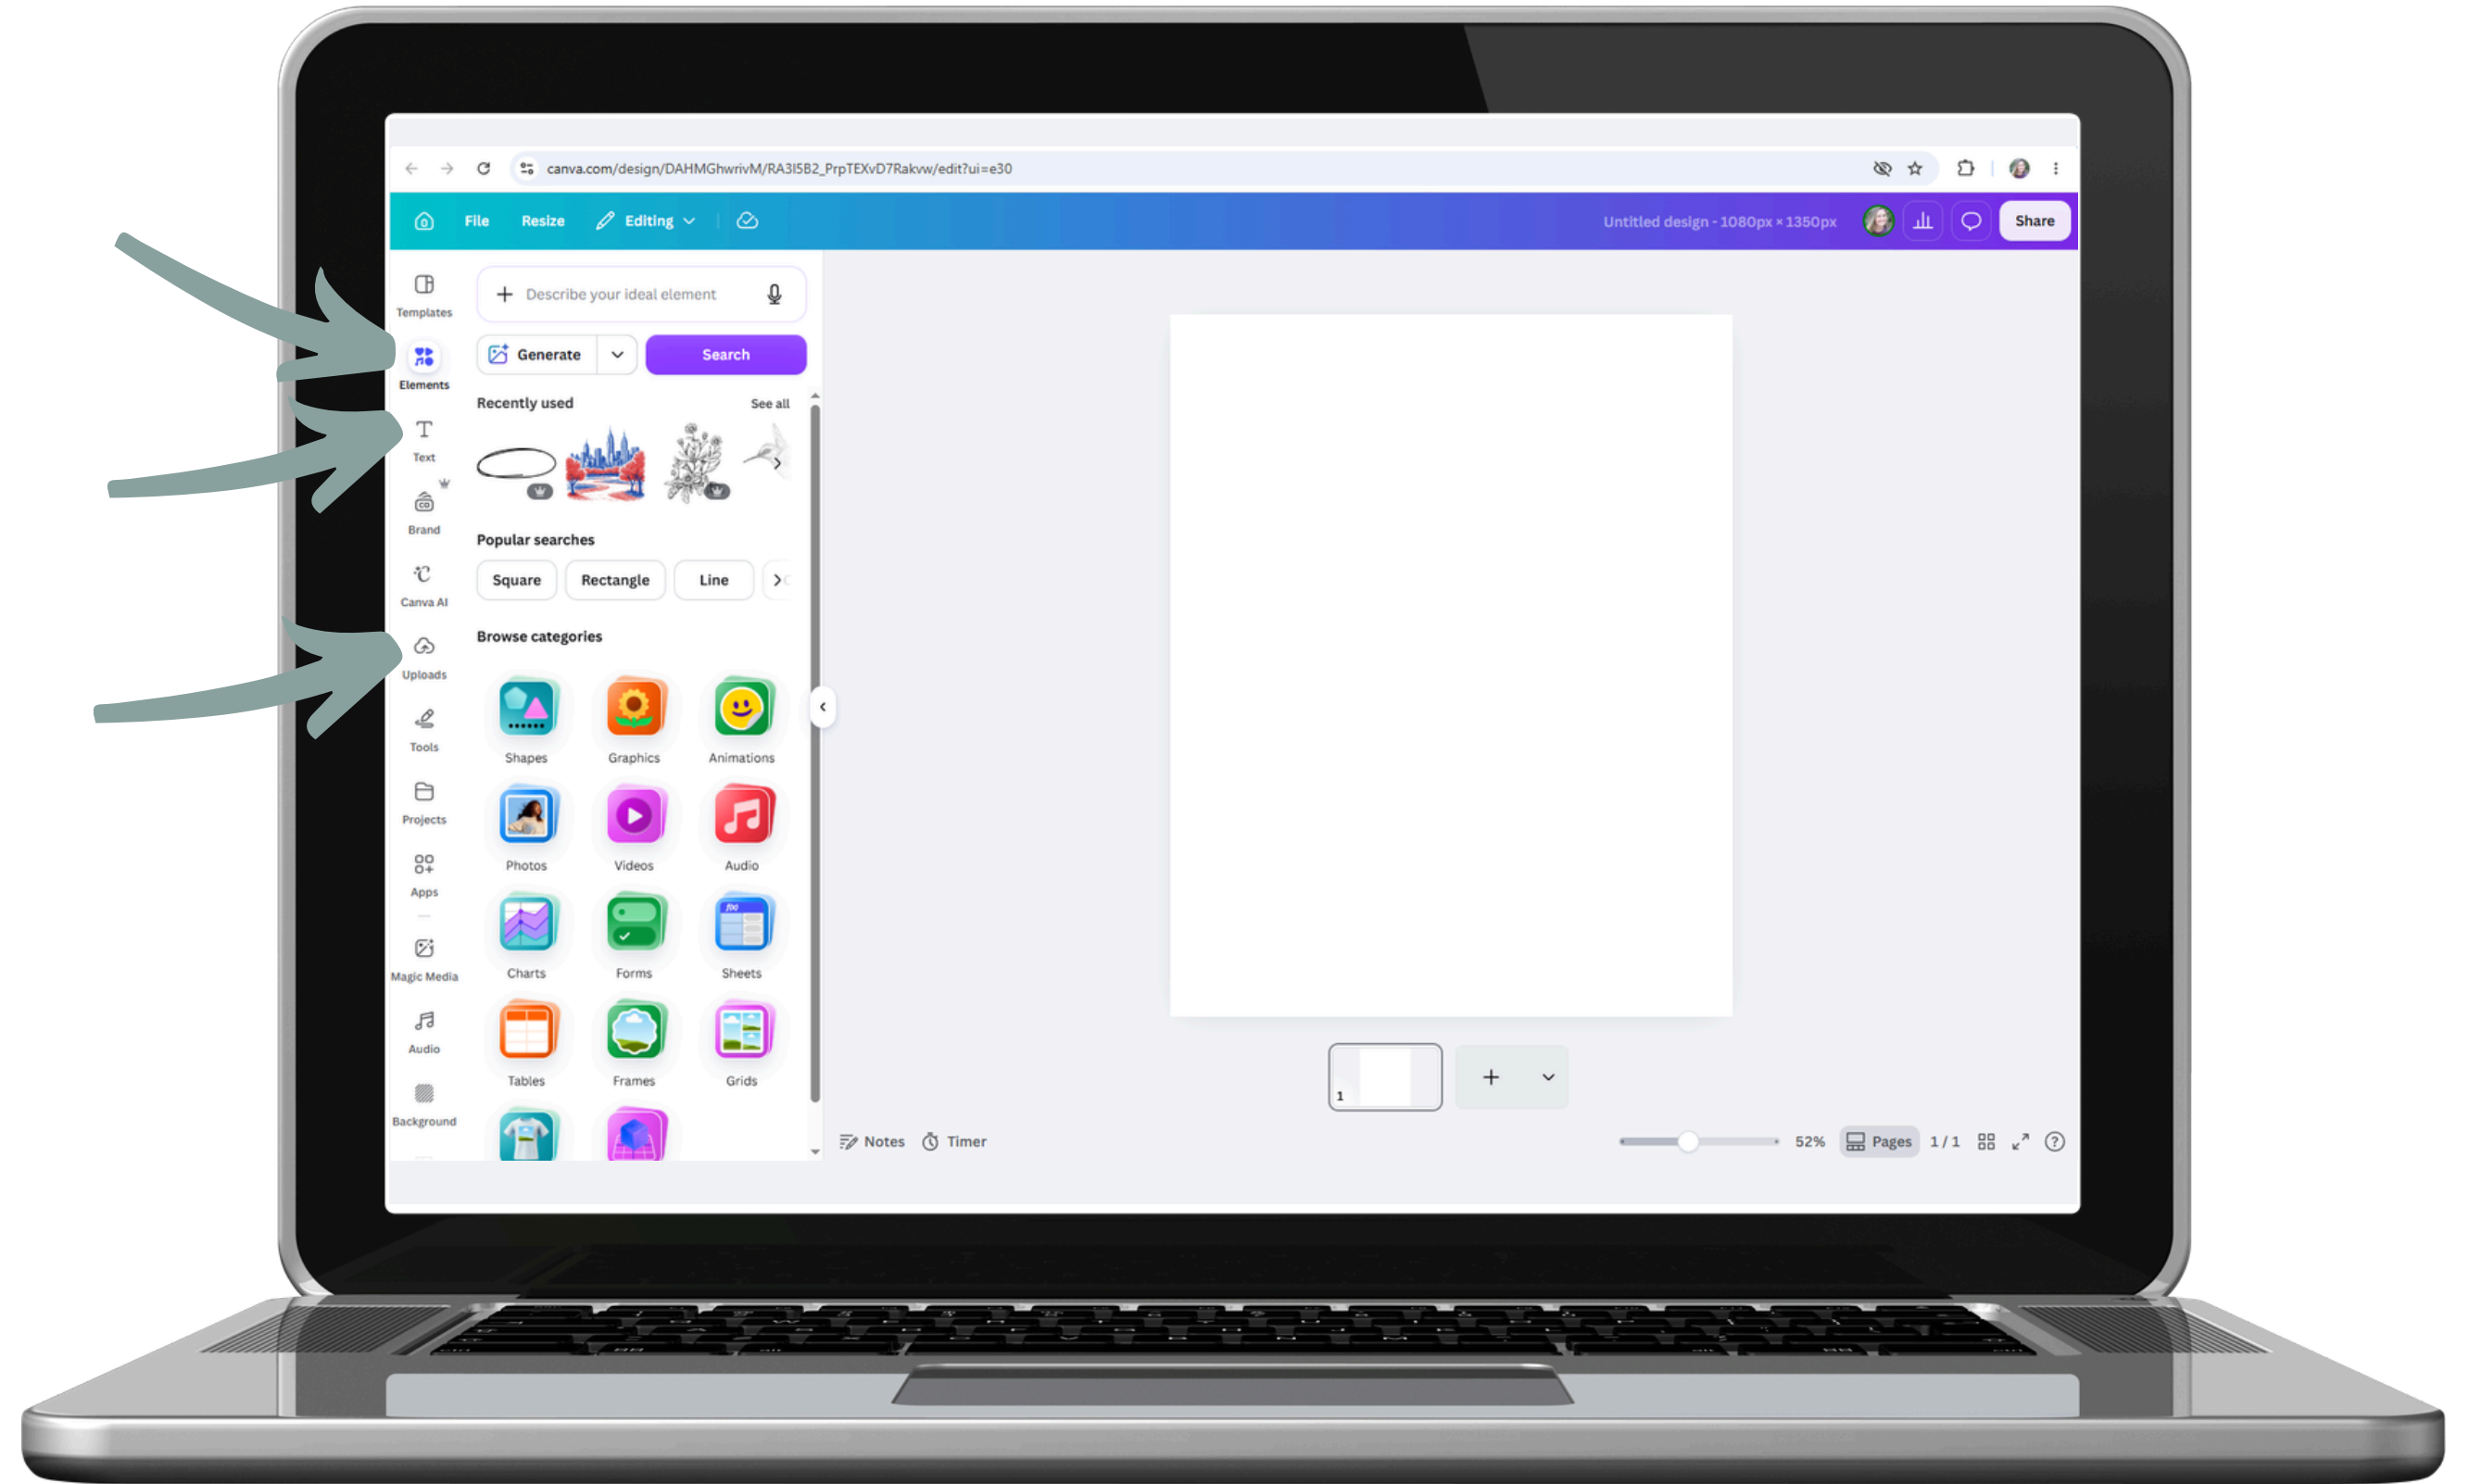 canva.com/design/DAHMGhwrivM/RA3I5B2_PrpTEXvD7Rakvw/edit?ui=e30
File Resize Editing Untitled design - 1080px × 1350px Share
Templates
Elements
Text
Brand
Canva AI
Uploads
Tools
Projects
Apps
Magic Media
Audio
Background
Describe your ideal element
Generate Search
Recently used See all
Popular searches
Square Rectangle Line
Browse categories
Shapes Graphics Animations
Photos Videos Audio
Charts Forms Sheets
Tables Frames Grids
1
Notes Timer 52% Pages 1 / 1